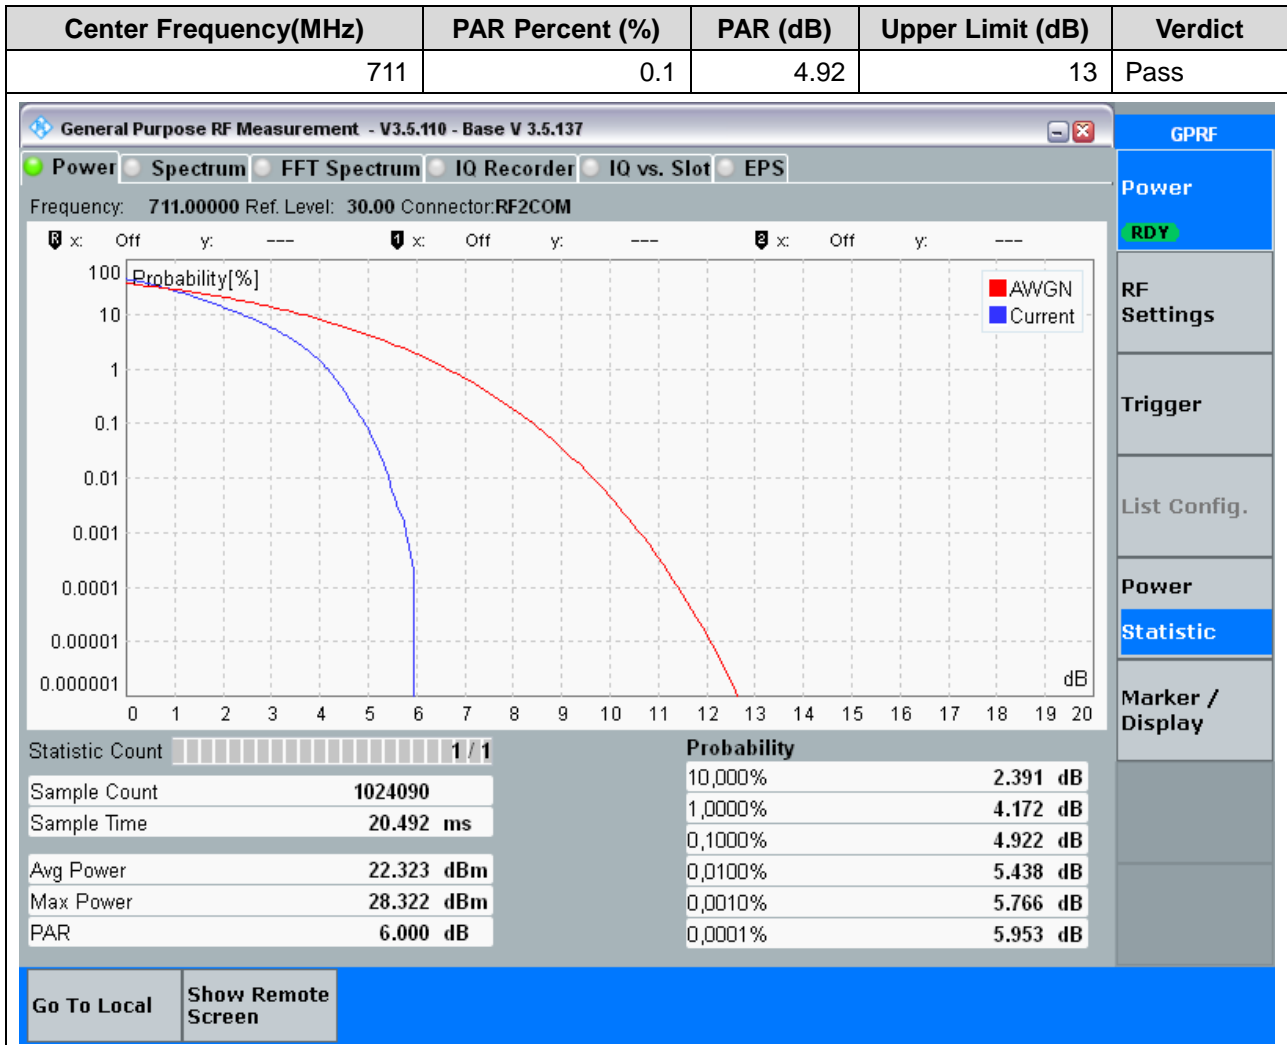 Center Frequency(MHz) PAR Percent (%) PAR (dB) Upper Limit (dB) Verdict
711 0.1 4.92 13 Pass
General Purpose RF Measurement - V3.5.110 - Base V 3.5.137
GPRF
Power Spectrum FFT Spectrum IQ Recorder IQ vs. Slot EPS
Power
RDY
Frequency: 711.00000 Ref. Level: 30.00 Connector:RF2COM
R x: Off y: --- 1 x: Off y: --- 2 x: Off y: ---
RF
Settings
Trigger
List Config.
Power
Statistic
Marker /
Display
Probability[%]
AWGN
Current
100
10
1
0.1
0.01
0.001
0.0001
0.00001
0.000001
dB
0 1 2 3 4 5 6 7 8 9 10 11 12 13 14 15 16 17 18 19 20
Statistic Count 1 / 1
Sample Count 1024090
Sample Time 20.492 ms
Avg Power 22.323 dBm
Max Power 28.322 dBm
PAR 6.000 dB
Probability
10,000% 2.391 dB
1,0000% 4.172 dB
0,1000% 4.922 dB
0,0100% 5.438 dB
0,0010% 5.766 dB
0,0001% 5.953 dB
Go To Local
Show Remote
Screen